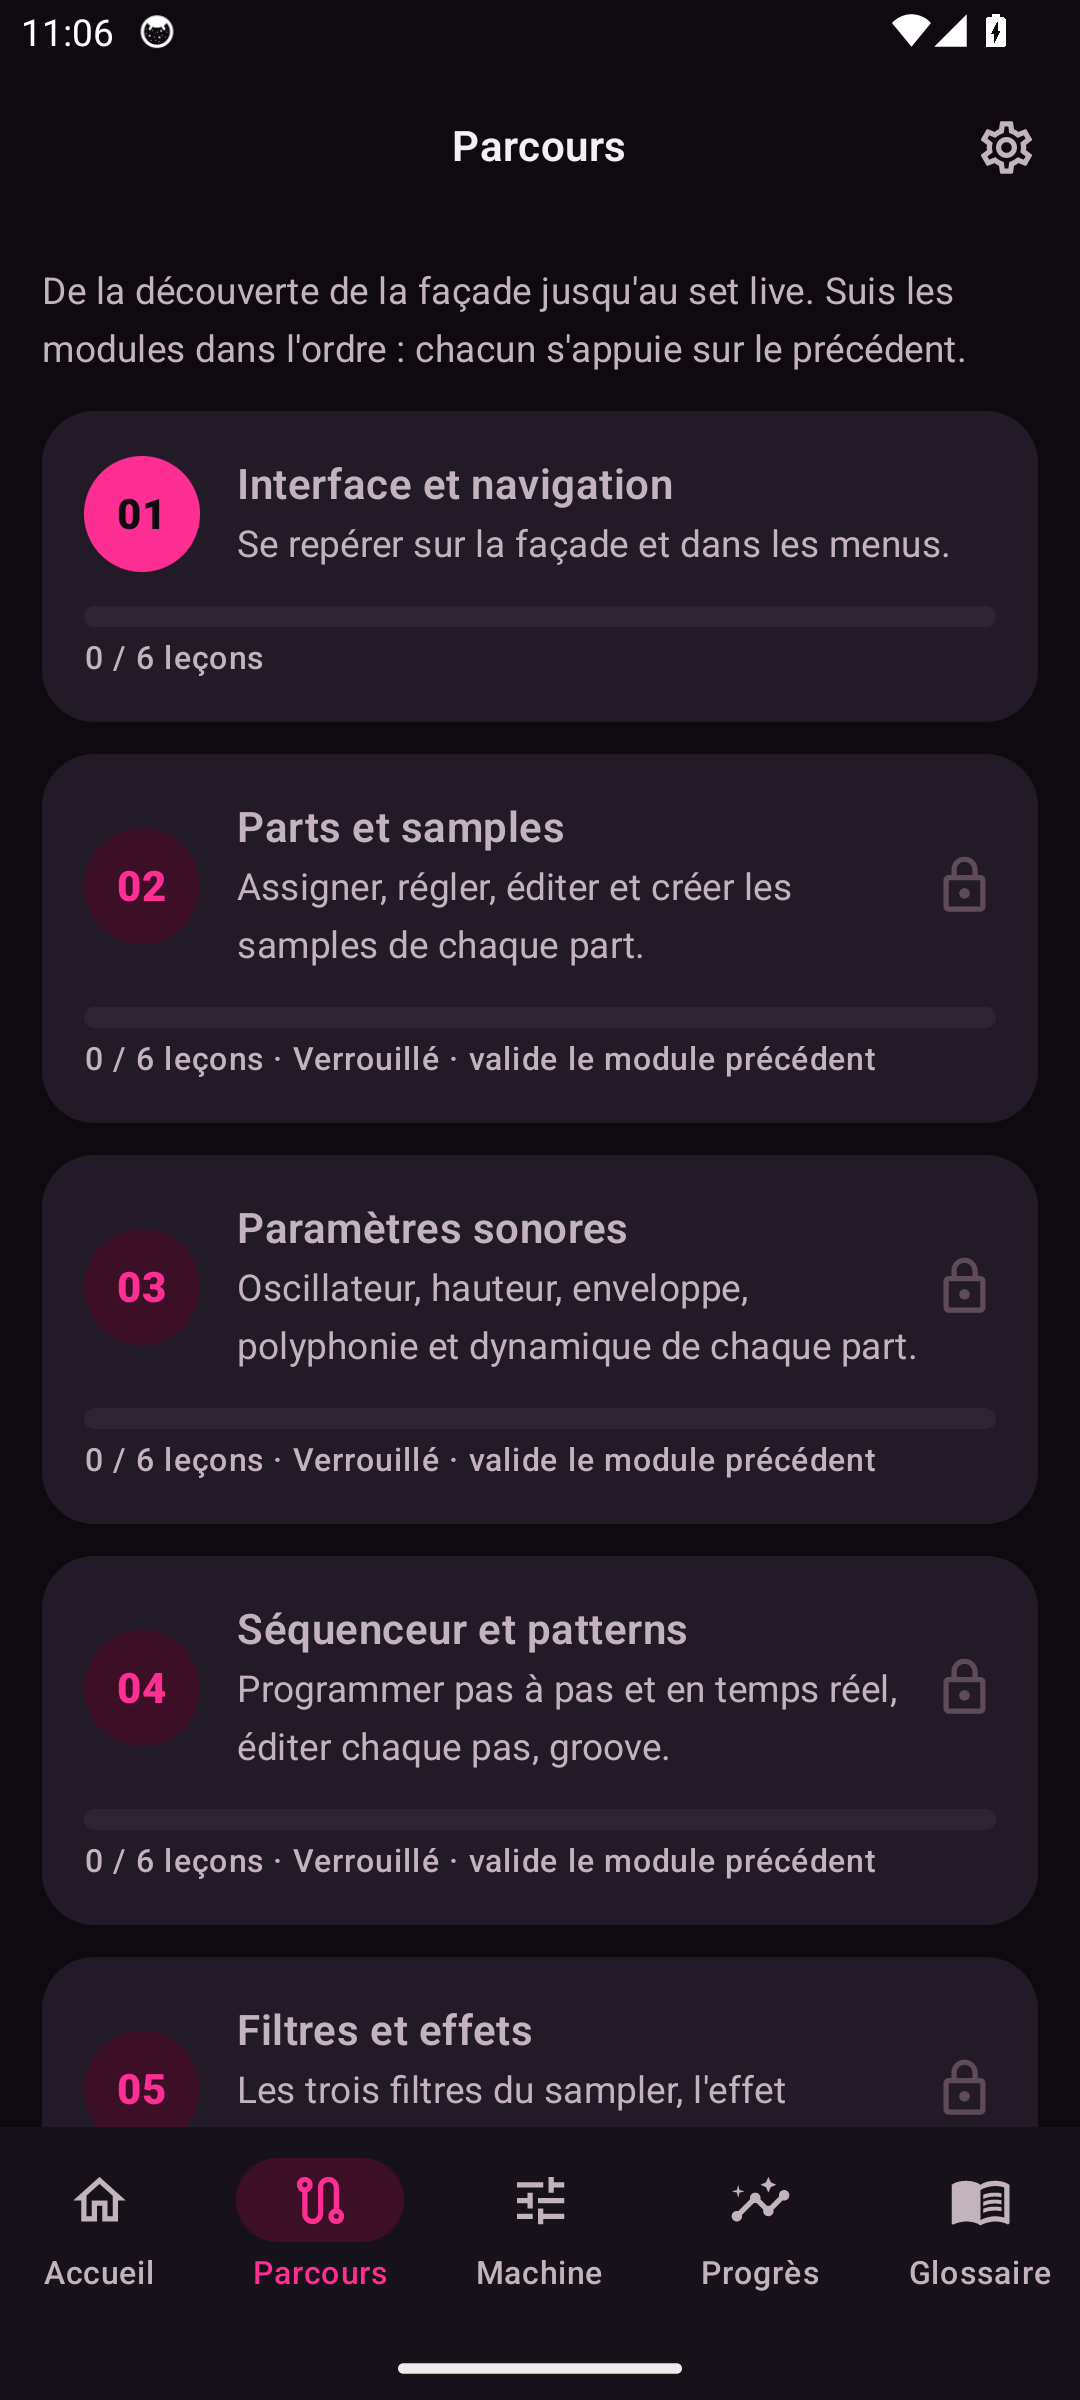 11:06
Parcours
De la découverte de la façade jusqu'au set live. Suis les
modules dans l'ordre : chacun s'appuie sur le précédent.
01
Interface et navigation
Se repérer sur la façade et dans les menus.
0 / 6 leçons
02
Parts et samples
Assigner, régler, éditer et créer les
samples de chaque part.
0 / 6 leçons · Verrouillé · valide le module précédent
03
Paramètres sonores
Oscillateur, hauteur, enveloppe,
polyphonie et dynamique de chaque part.
0 / 6 leçons · Verrouillé · valide le module précédent
04
Séquenceur et patterns
Programmer pas à pas et en temps réel,
éditer chaque pas, groove.
0 / 6 leçons · Verrouillé · valide le module précédent
05
Filtres et effets
Les trois filtres du sampler, l'effet
Accueil
Parcours
Machine
Progrès
Glossaire